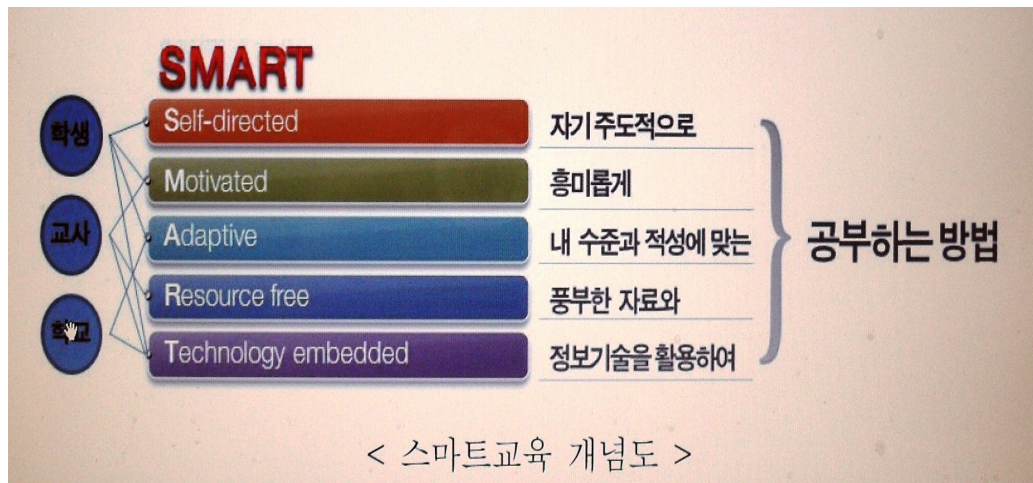 SMART
학생
교사
학교
Self-directed 자기 주도적으로
Motivated 흥미롭게
Adaptive 내 수준과 적성에 맞는
Resource free 풍부한 자료와
Technology embedded 정보기술을 활용하여
공부하는 방법
< 스마트교육 개념도 >